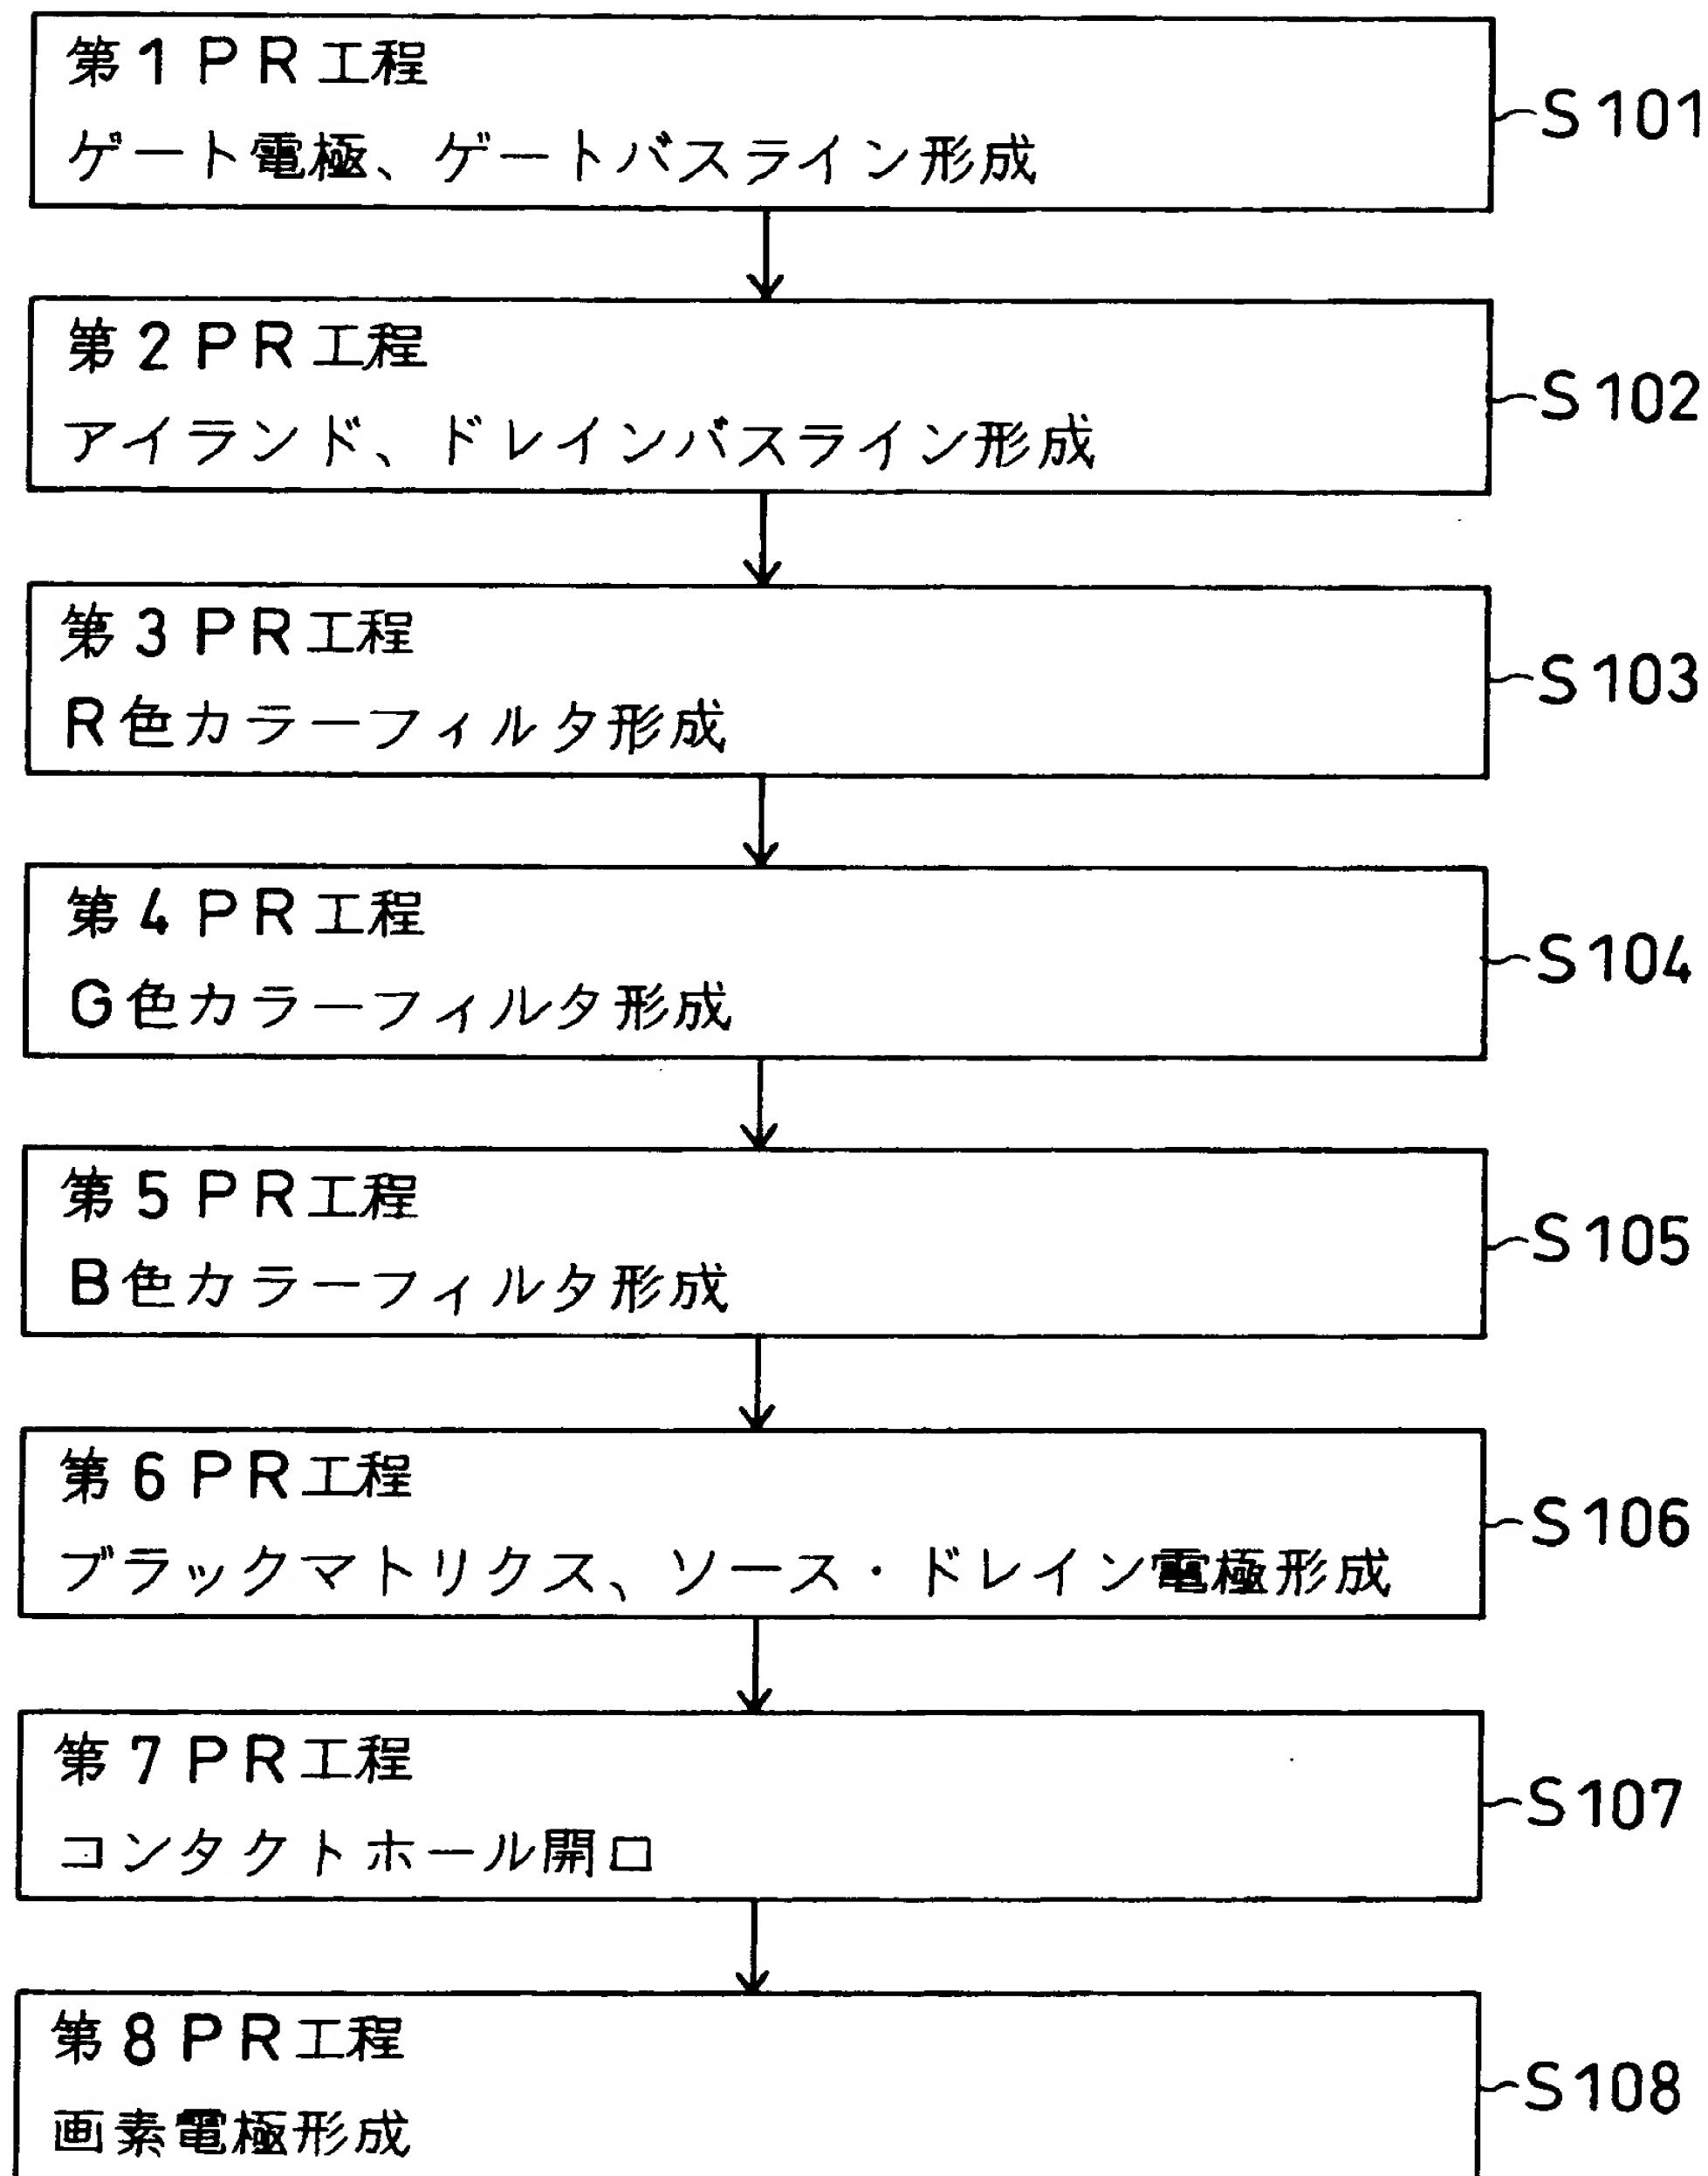 第1PR工程
ゲート電極、ゲートバスライン形成
S101
第2PR工程
アイランド、ドレインバスライン形成
S102
第3PR工程
R色カラーフィルタ形成
S103
第4PR工程
G色カラーフィルタ形成
S104
第5PR工程
B色カラーフィルタ形成
S105
第6PR工程
ブラックマトリクス、ソース・ドレイン電極形成
S106
第7PR工程
コンタクトホール開口
S107
第8PR工程
画素電極形成
S108